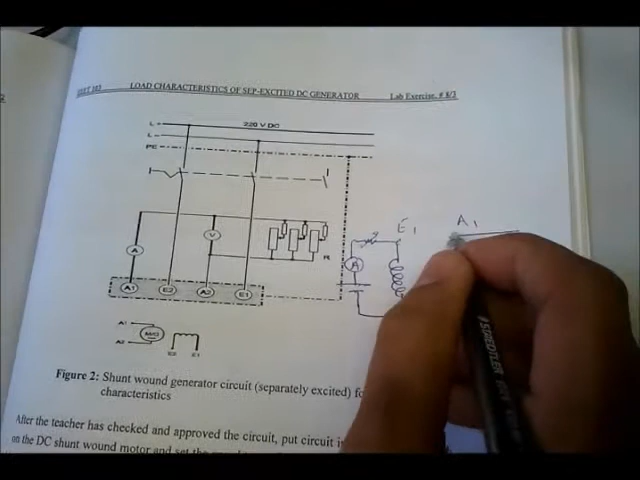 LOAD CHARACTERISTICS OF SEP-EXCITED DC GENERATOR Lab Exercise, # 8/3
L+ 220 V DC
L-
PE
A1
E1
V
A
A
R
A1 E2 A2 E1
A1
M/G
A2
E2 E1
Figure 2: Shunt wound generator circuit (separately excited)
characteristics
After the teacher has checked and approved the circuit, put circuit
on the DC shunt wound motor and set the